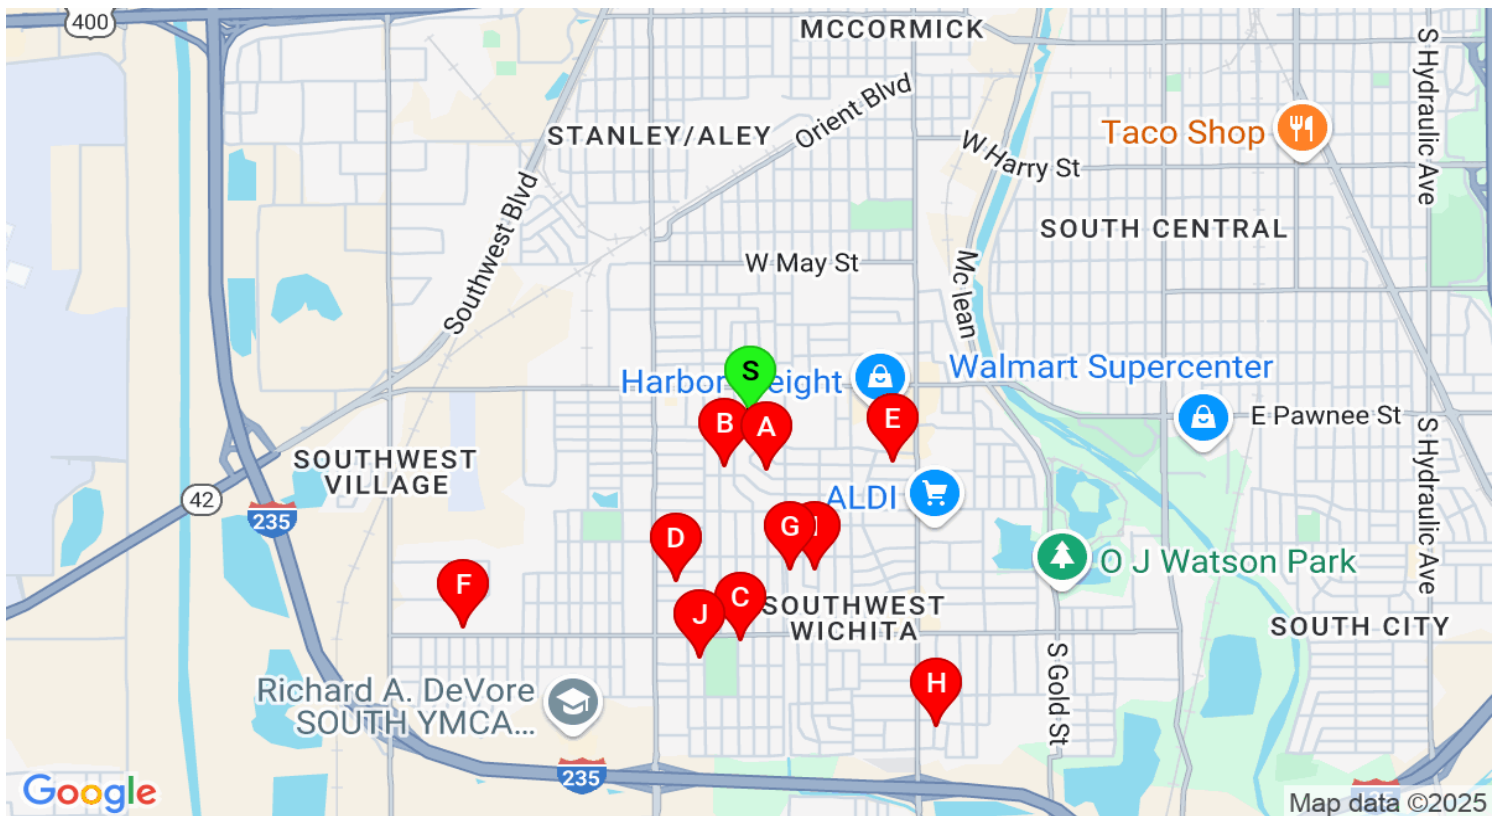 400
MCCORMICK
S Hydraulic Ave
Orient Blvd
STANLEY/ALEY
Taco Shop
W Harry St
Southwest Blvd
SOUTH CENTRAL
W May St
Mc lean
S
Harbor
eight
Walmart Supercenter
B
A
E
E Pawnee St
S Hydraulic Ave
SOUTHWEST
VILLAGE
42
235
ALDI
G
D
O J Watson Park
F
C
J
SOUTHWEST
WICHITA
SOUTH CITY
S Gold St
H
Richard A. DeVore
SOUTH YMCA...
235
Google
Map data ©2025